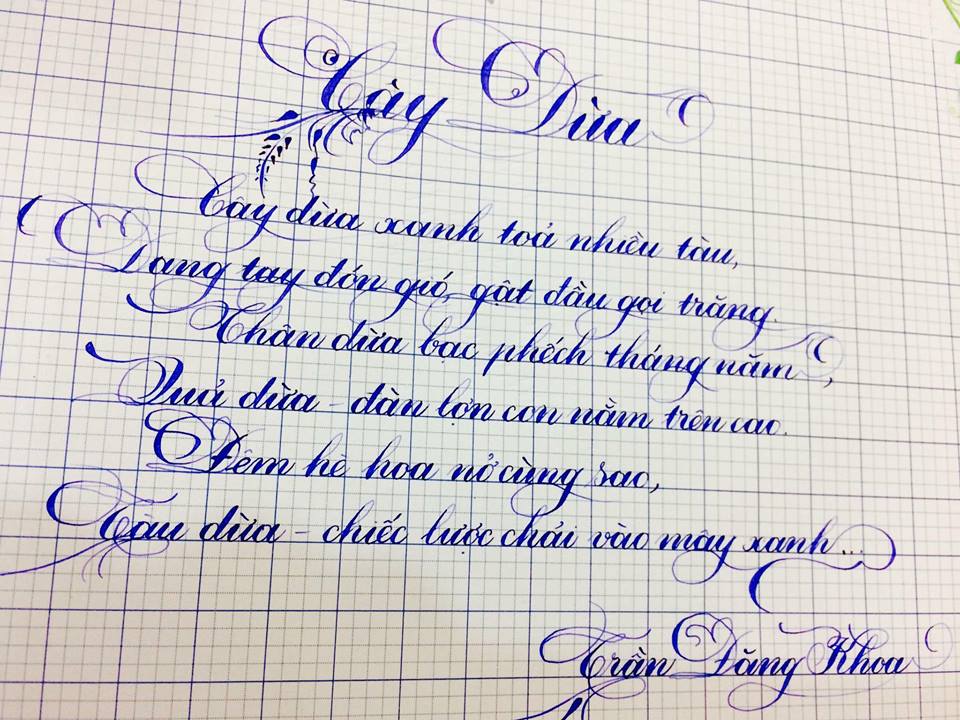 Cây Dừa
Cây dừa xanh toả nhiều tàu,
Dang tay đón gió, gật đầu gọi trăng.
Thân dừa bạc phếch tháng năm,
Quả dừa - đàn lợn con nằm trên cao.
Đêm hè hoa nở cùng sao,
Tàu dừa - chiếc lược chải vào mây xanh...
Trần Đăng Khoa